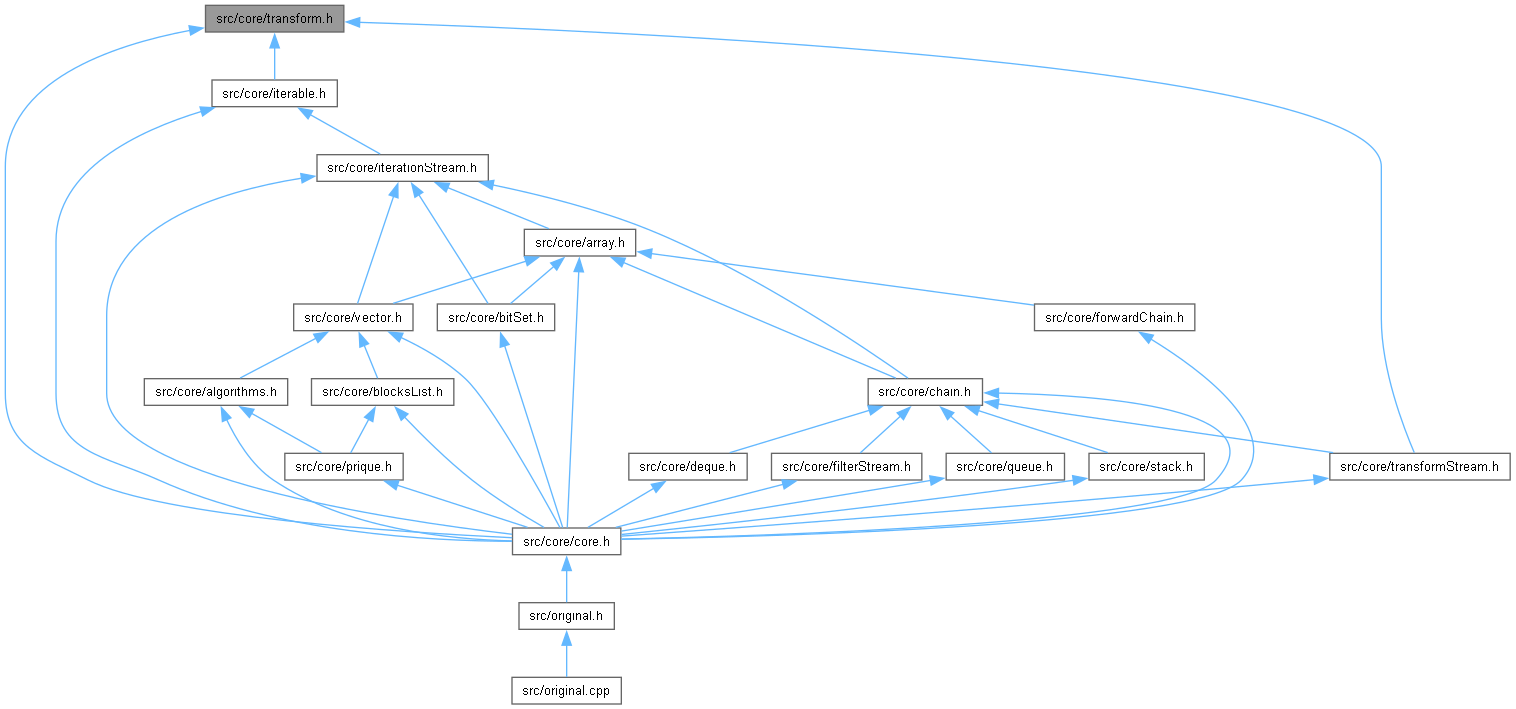 src/core/transform.h
src/core/iterable.h
src/core/iterationStream.h
src/core/array.h
src/core/vector.h
src/core/bitSet.h
src/core/forwardChain.h
src/core/algorithms.h
src/core/blocksList.h
src/core/chain.h
src/core/prique.h
src/core/deque.h
src/core/filterStream.h
src/core/queue.h
src/core/stack.h
src/core/transformStream.h
src/core/core.h
src/original.h
src/original.cpp